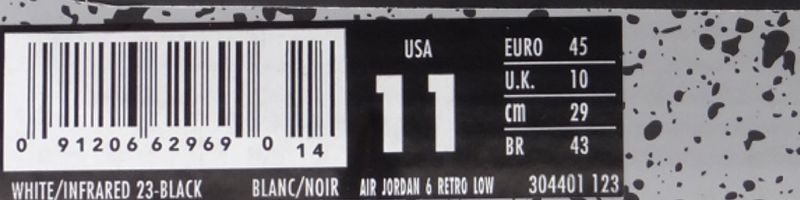 0 91206 62969 0 14
WHITE/INFRARED 23-BLACK BLANC/NOIR
USA
11
EURO 45
U.K. 10
cm 29
BR 43
AIR JORDAN 6 RETRO LOW 304401 123